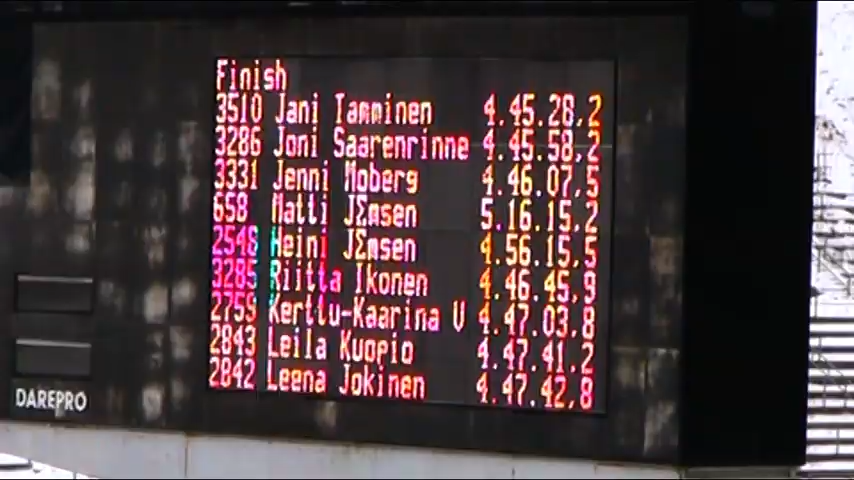 Finish
3510 Jani Tamminen 4.45.28,2
3286 Joni Saarenrinne 4.45.58,2
3331 Jenni Moberg 4.46.07,5
658 Matti JΣmsen 5.16.15,2
2548 Heini JΣmsen 4.56.15,5
3285 Riitta Ikonen 4.46.45,9
2759 Kerttu-Kaarina V 4.47.03,8
2843 Leila Kuopio 4.47.41,2
2842 Leena Jokinen 4.47.42,8
DAREPRO